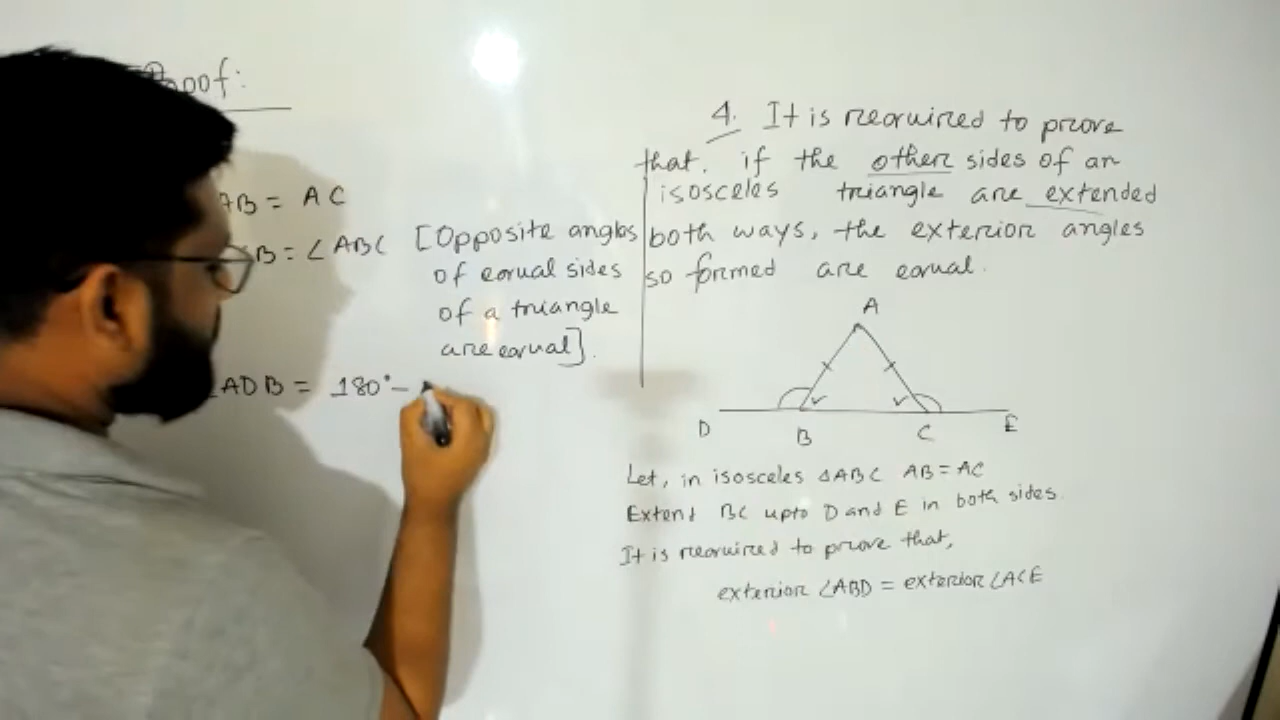 Proof:
AB = AC
B = ∠ABC [Opposite angles
of equal sides
of a triangle
are equal].
∠ADB = 180° -
4. It is required to prove
that, if the other sides of an
isosceles triangle are extended
both ways, the exterior angles
so formed are equal.
A
D B C E
Let, in isosceles ΔABC AB = AC
Extend BC upto D and E in both sides.
It is required to prove that,
exterior ∠ABD = exterior ∠ACE